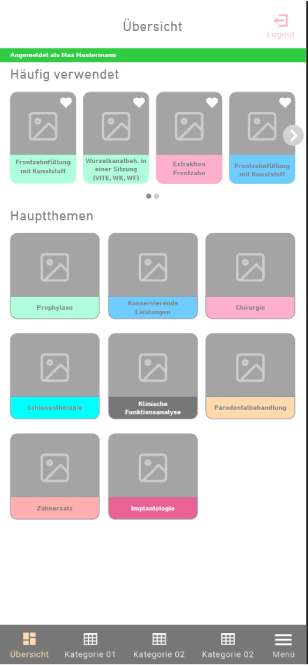 Übersicht
Logout
Angemeldet als Max Mustermann
Häufig verwendet
Frontzahnfüllung
mit Kunststoff
Wurzelkanalbeh. in
einer Sitzung
(VITE, WK, WF)
Extraktion
Frontzahn
Frontzahnfüllung
mit Kunststoff
Hauptthemen
Prophylaxe
Konservierende
Leistungen
Chirurgie
Schienentherapie
Klinische
Funktionsanalyse
Parodontalbehandlung
Zahnersatz
Implantologie
Übersicht
Kategorie 01
Kategorie 02
Kategorie 02
Menü